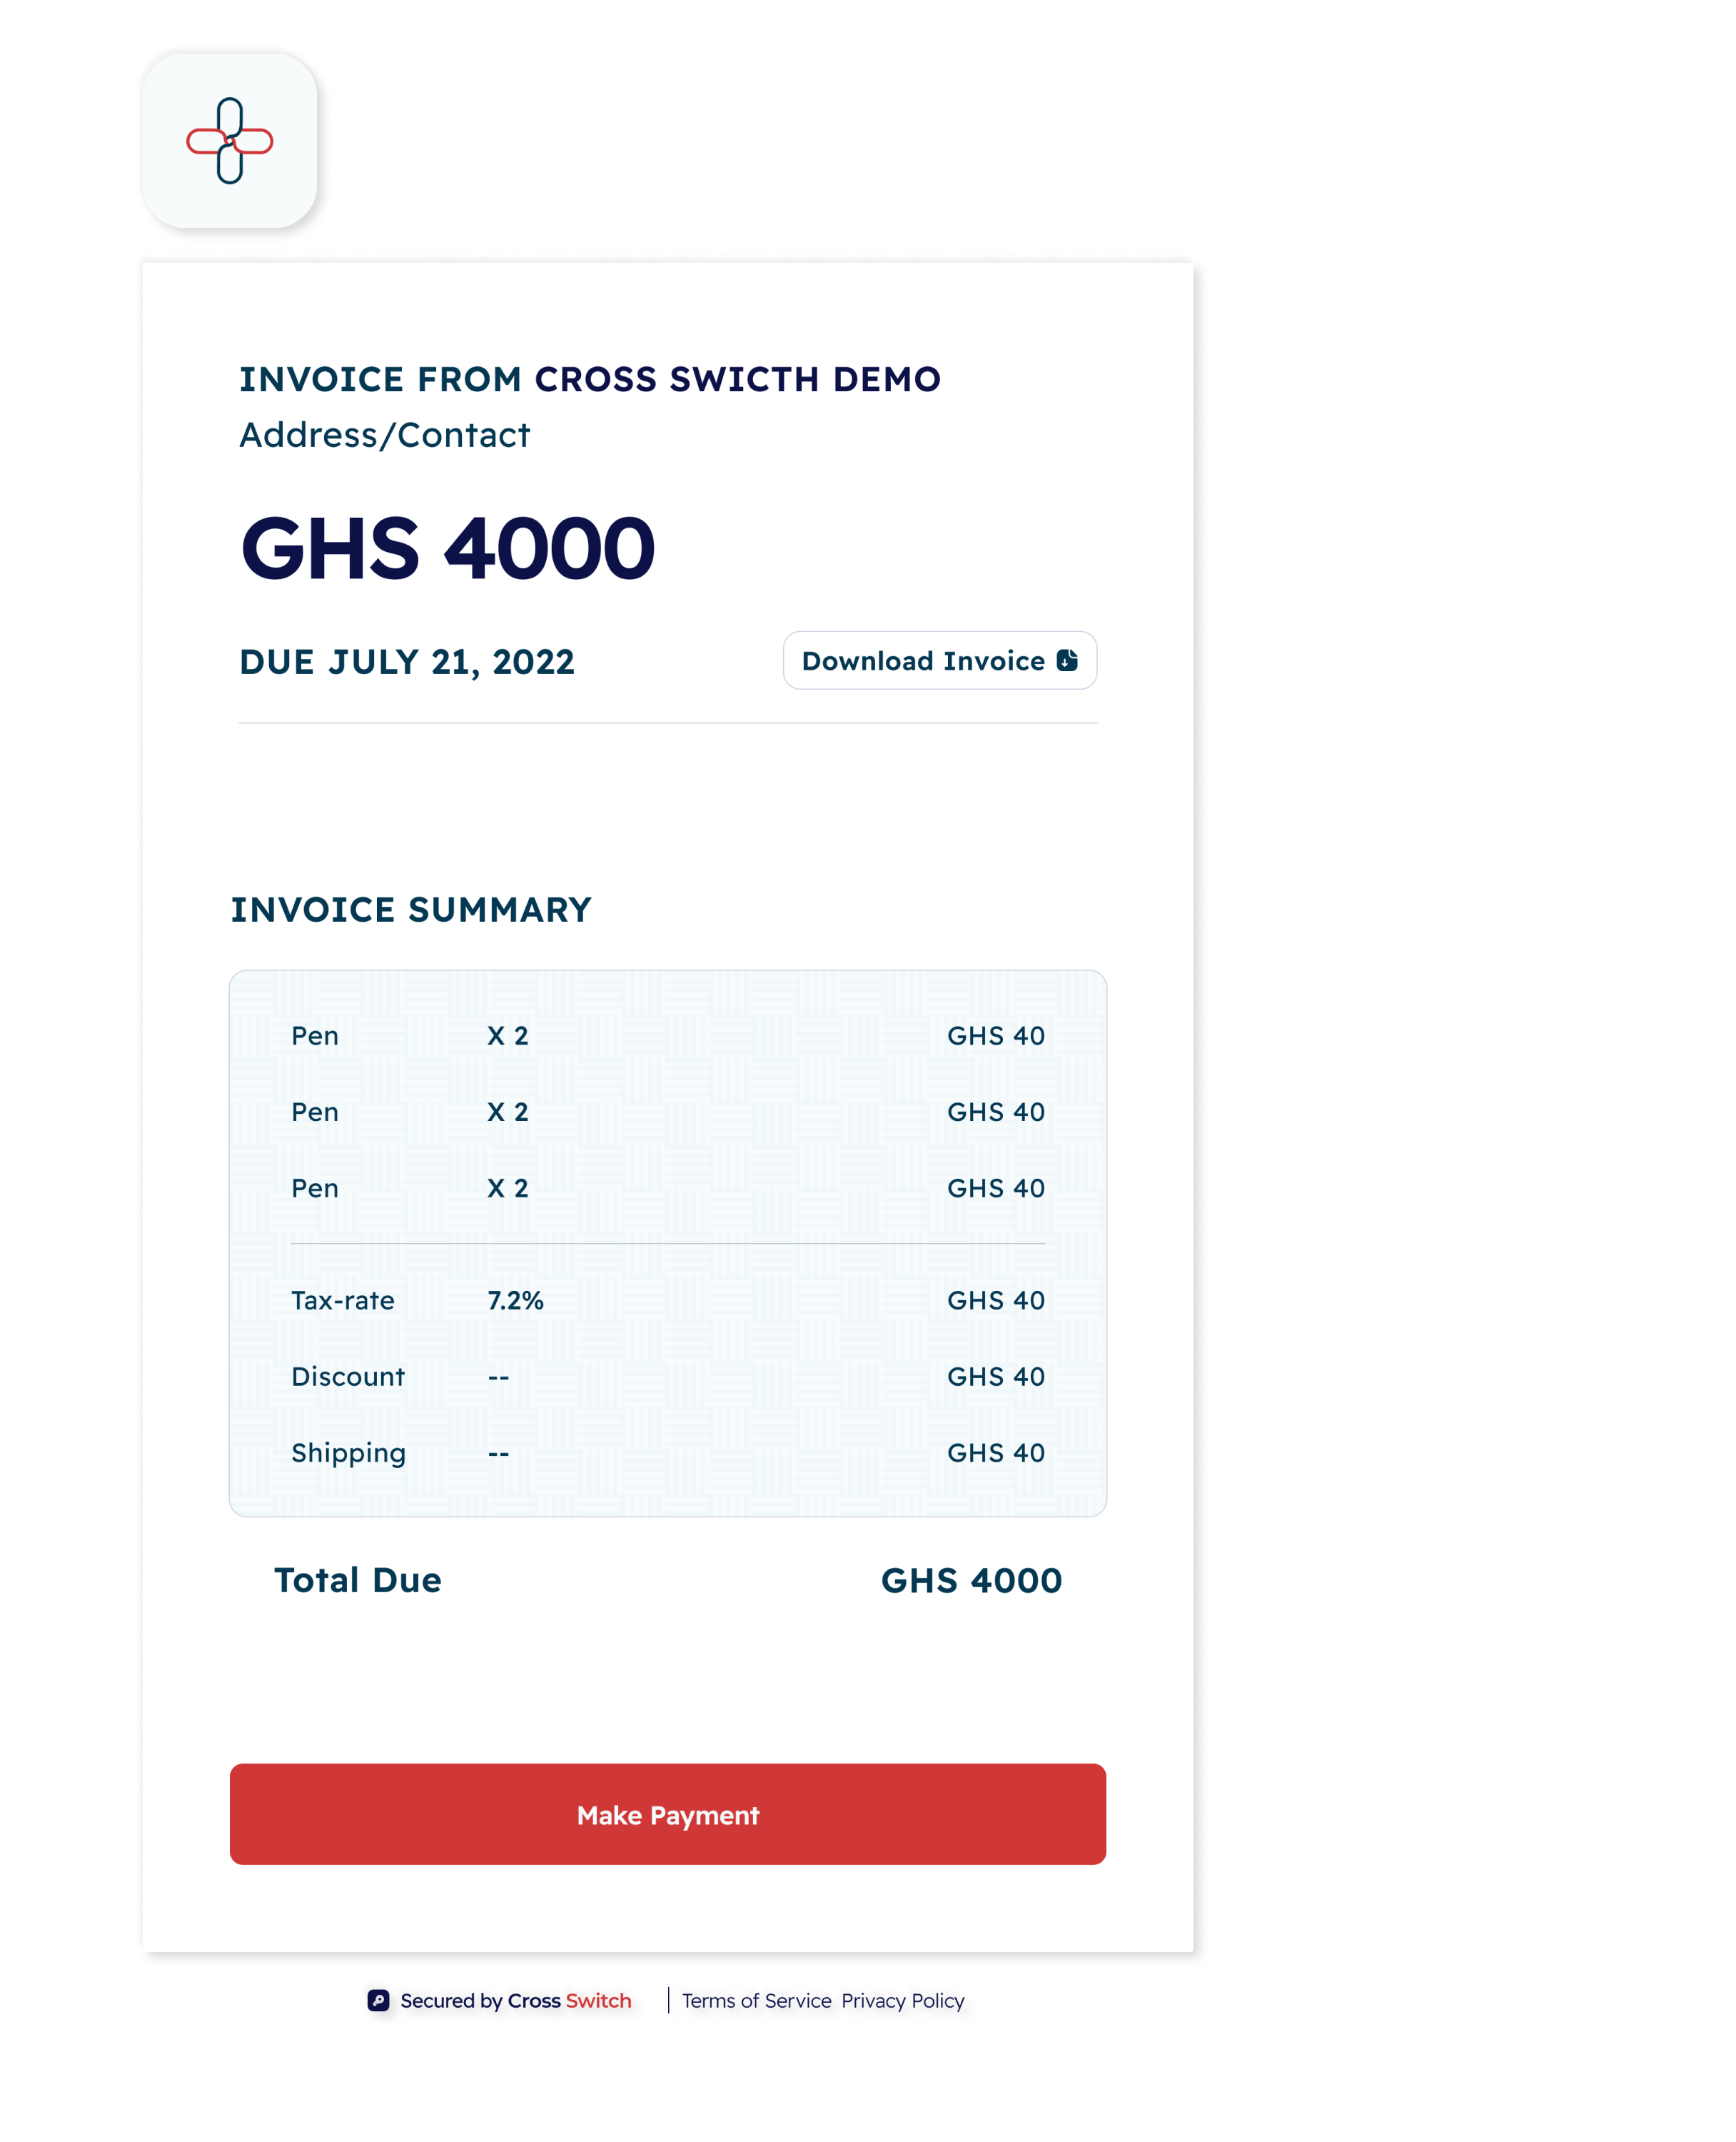 INVOICE FROM CROSS SWICTH DEMO
Address/Contact
GHS 4000
DUE JULY 21, 2022 Download Invoice
INVOICE SUMMARY
Pen X 2 GHS 40
Pen X 2 GHS 40
Pen X 2 GHS 40
Tax-rate 7.2% GHS 40
Discount -- GHS 40
Shipping -- GHS 40
Total Due GHS 4000
Make Payment
Secured by Cross Switch Terms of Service Privacy Policy